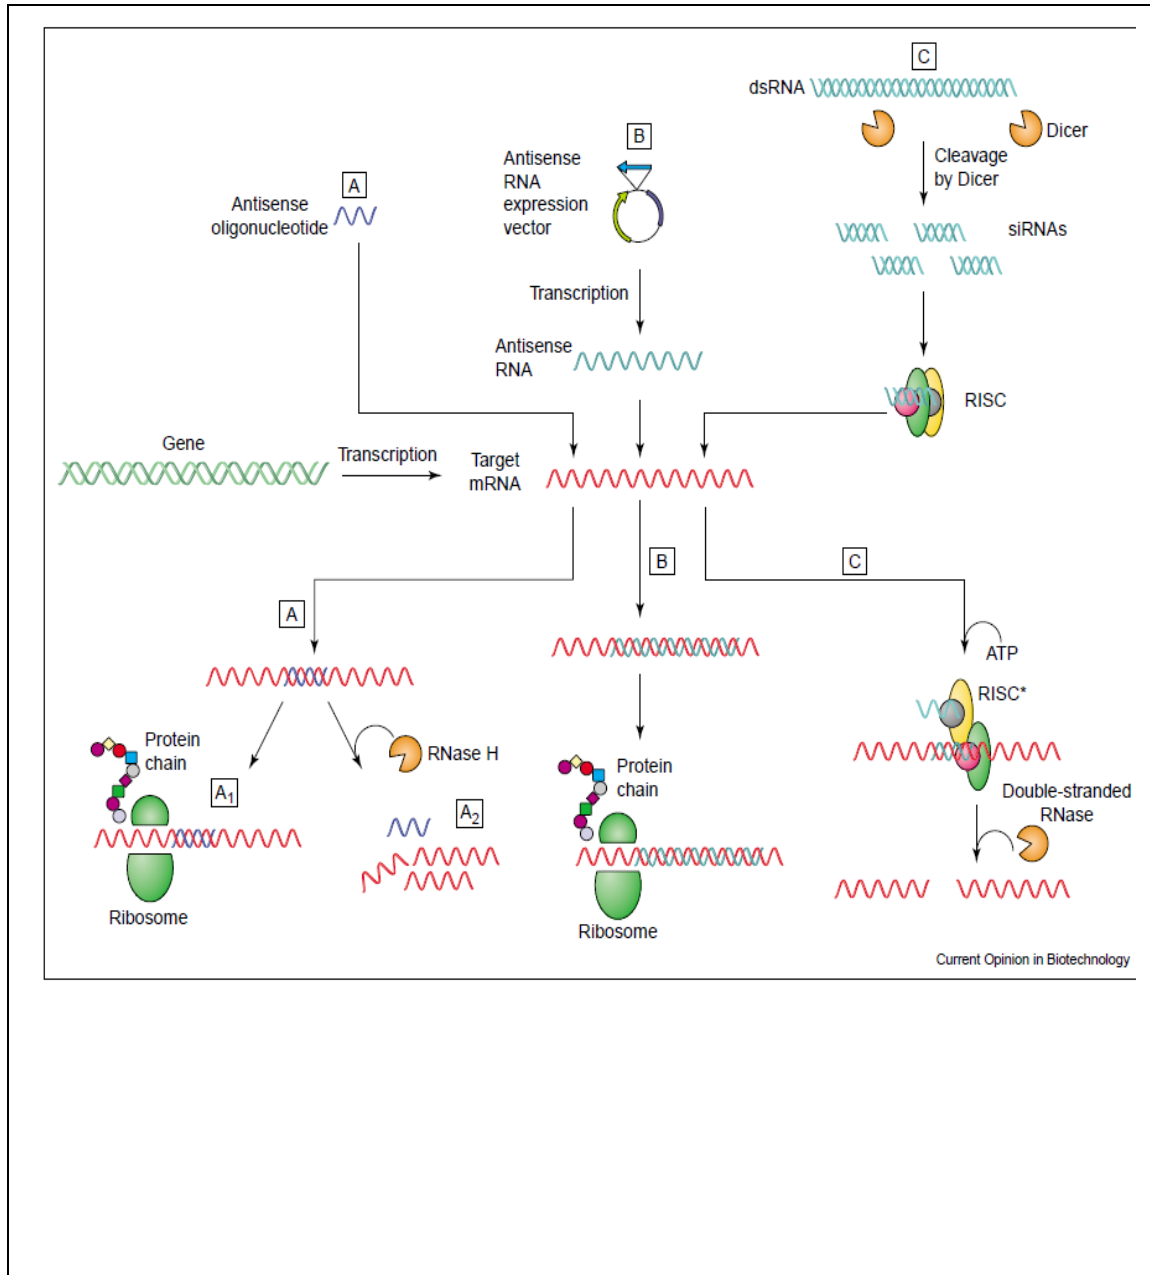 C
dsRNA
Dicer
Cleavage
by Dicer
siRNAs
RISC
B
Antisense
RNA
expression
vector
Transcription
Antisense
RNA
A
Antisense
oligonucleotide
Gene
Transcription
Target
mRNA
A
B
C
ATP
RISC*
Double-stranded
RNase
Protein
chain
A1
Ribosome
RNase H
A2
Protein
chain
Ribosome
Current Opinion in Biotechnology